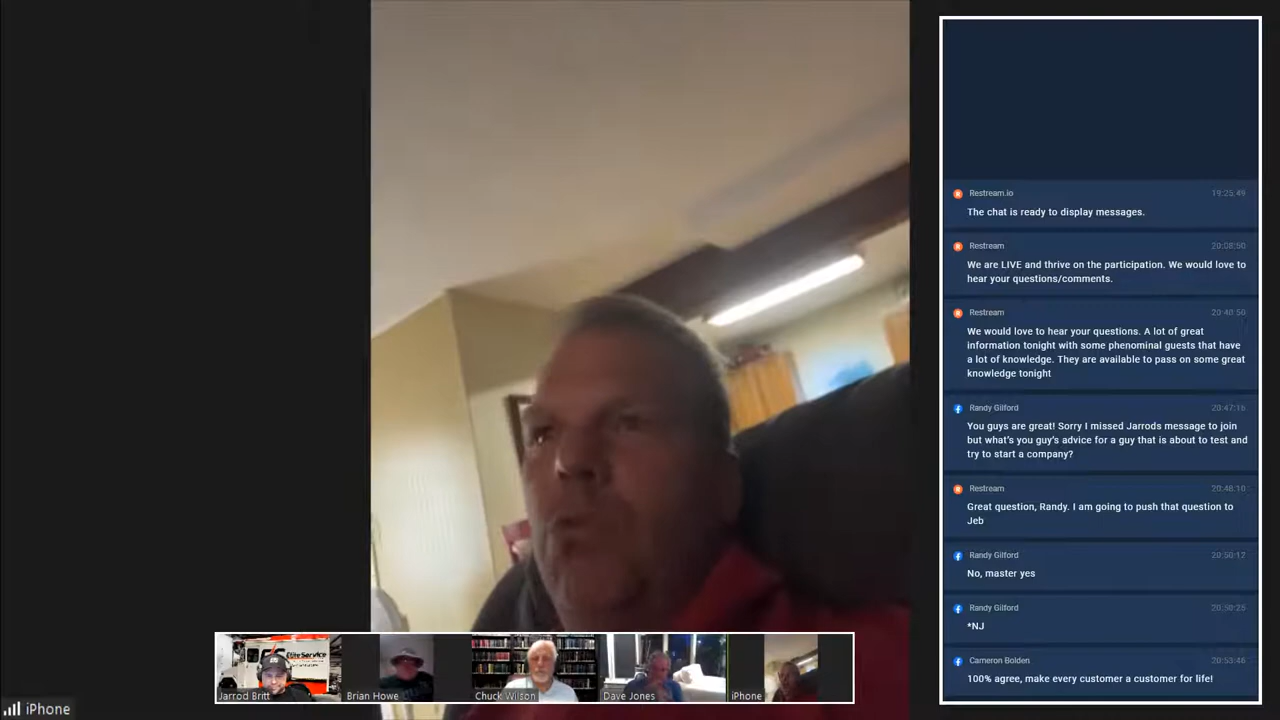 Restream.io 19:25:49
The chat is ready to display messages.
Restream 20:08:50
We are LIVE and thrive on the participation. We would love to
hear your questions/comments.
Restream 20:40:50
We would love to hear your questions. A lot of great
information tonight with some phenominal guests that have
a lot of knowledge. They are available to pass on some great
knowledge tonight
Randy Gilford 20:47:16
You guys are great! Sorry I missed Jarrods message to join
but what's you guy's advice for a guy that is about to test and
try to start a company?
Restream 20:48:10
Great question, Randy. I am going to push that question to
Jeb
Randy Gilford 20:50:12
No, master yes
Randy Gilford 20:50:25
*NJ
Cameron Bolden 20:53:46
100% agree, make every customer a customer for life!
Elite Service
Jarrod Britt
Brian Howe
Chuck Wilson
Dave Jones
iPhone
iPhone